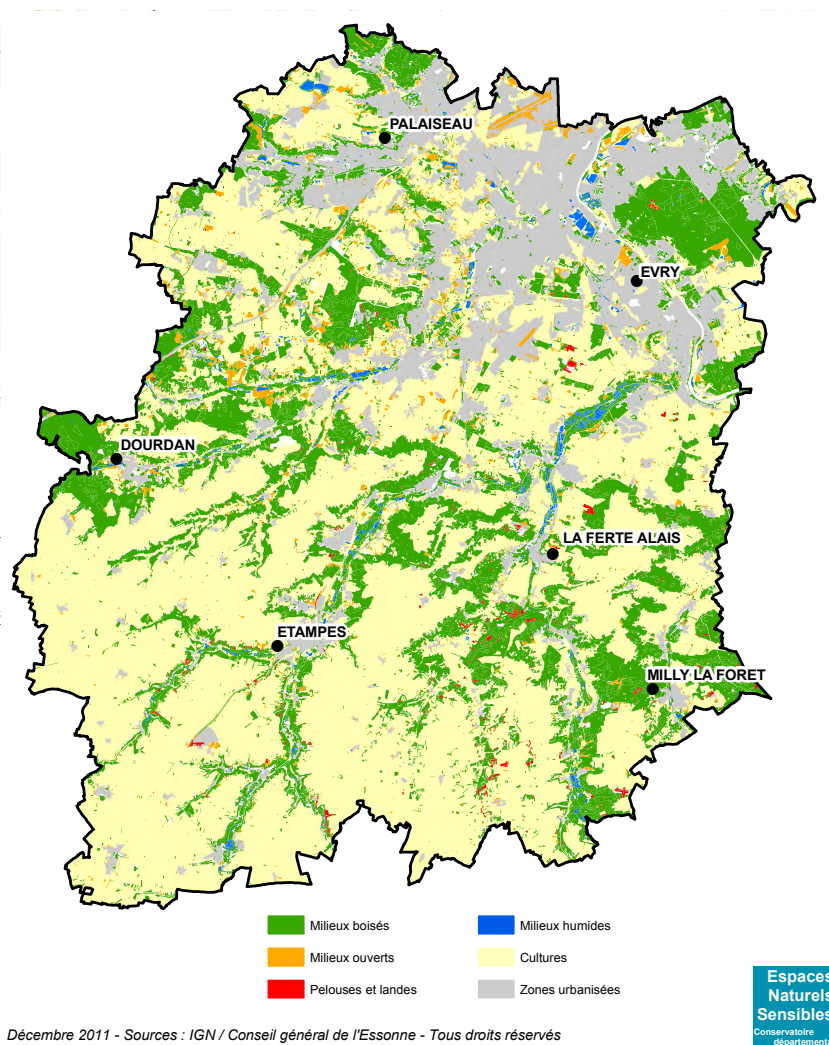 PALAISEAU
EVRY
DOURDAN
LA FERTE ALAIS
ETAMPES
MILLY LA FORET
Milieux boisés
Milieux humides
Milieux ouverts
Cultures
Pelouses et landes
Zones urbanisées
Espaces
Naturels
Sensibles
Conservatoire
département
Décembre 2011 - Sources : IGN / Conseil général de l'Essonne - Tous droits réservés